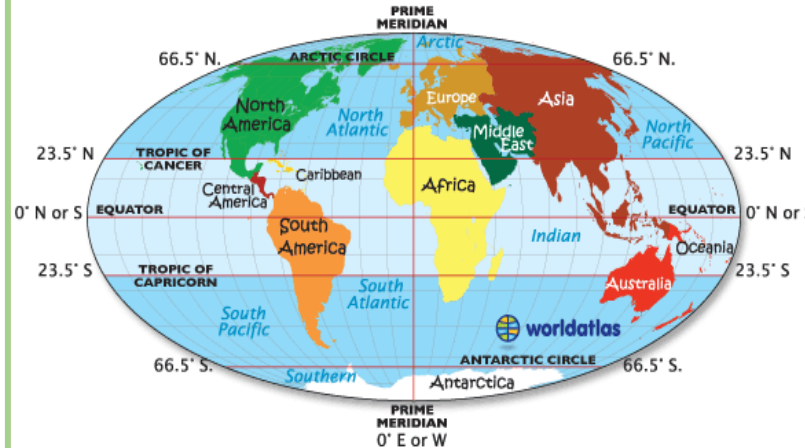 PRIME
MERIDIAN
Arctic
66.5° N.
ARCTIC CIRCLE
66.5° N.
North
America
North
Atlantic
Europe
Asia
Middle
East
North
Pacific
23.5° N
TROPIC OF
CANCER
23.5° N
Caribbean
Central
America
Africa
0° N or S
EQUATOR
EQUATOR
0° N or
South
America
Indian
Oceania
23.5° S
TROPIC OF
CAPRICORN
South
Atlantic
Australia
23.5° S
South
Pacific
worldatlas
66.5° S.
ANTARCTIC CIRCLE
66.5° S.
Southern
Antarctica
PRIME
MERIDIAN
0° E or W